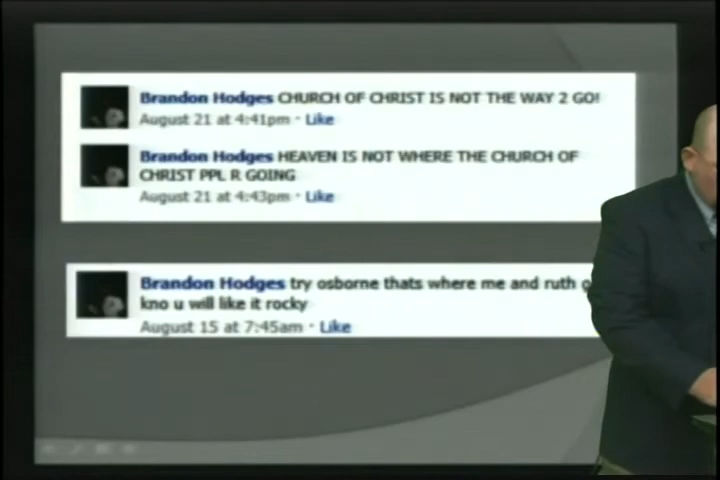 Brandon Hodges CHURCH OF CHRIST IS NOT THE WAY 2 GO!
August 21 at 4:41pm · Like
Brandon Hodges HEAVEN IS NOT WHERE THE CHURCH OF
CHRIST PPL R GOING
August 21 at 4:43pm · Like
Brandon Hodges try osborne thats where me and ruth
kno u will like it rocky
August 15 at 7:45am · Like